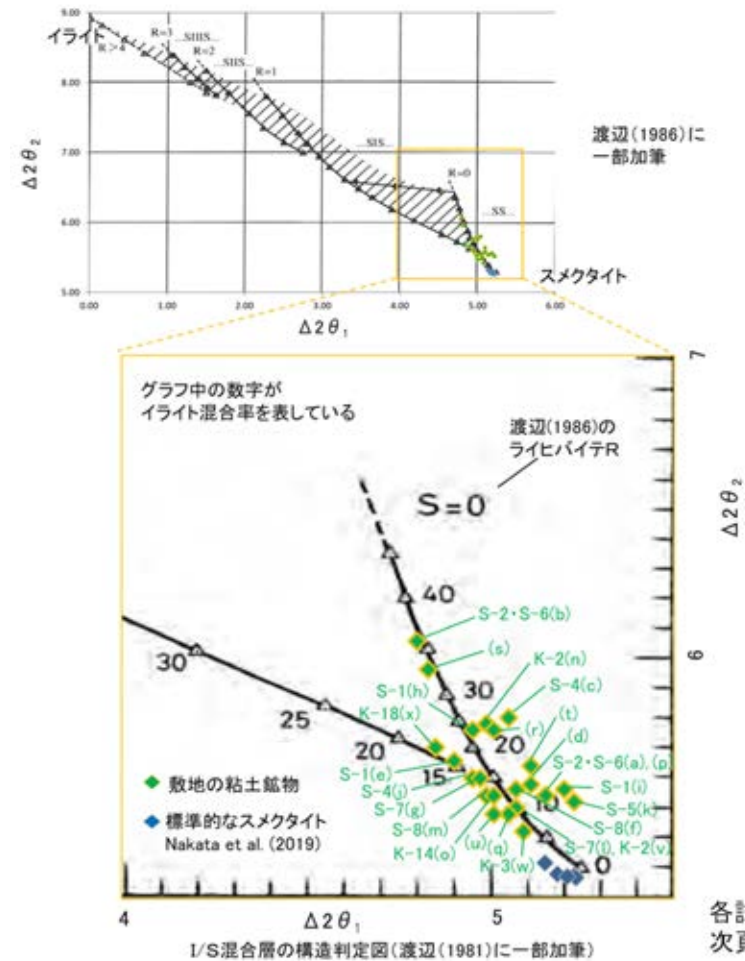 9.00
8.00
7.00
6.00
5.00
Δ2θ₂
イライト
R>4
R=3
...SIIIS...
R=2
...SIIS...
R=1
...SIS...
R=0
...SS...
スメクタイト
0.00 1.00 2.00 3.00 4.00 5.00 6.00
Δ2θ₁
渡辺(1986)に
一部加筆
グラフ中の数字が
イライト混合率を表している
渡辺(1986)の
ライヒバイテR
S=0
7
Δ2θ₂
6
40
S-2・S-6(b)
(s)
K-2(n)
30
S-1(h)
S-4(c)
30
(r)
(t)
25
K-18(x)
20
(d)
20
S-2・S-6(a),(p)
S-1(e)
15
S-1(i)
S-4(j)
10
S-5(k)
敷地の粘土鉱物
S-7(g)
S-8(f)
標準的なスメクタイト
S-8(m)
S-7(l), K-2(v)
Nakata et al. (2019)
K-14(o)
(u)
(q)
K-3(w)
0
4
Δ2θ₁
5
I/S混合層の構造判定図(渡辺(1981)に一部加筆)
次頁